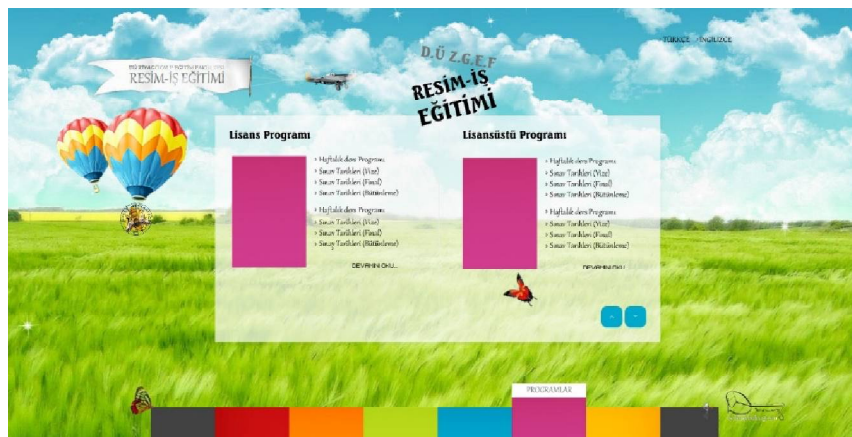 TÜRKÇE / İNGİLİZCE
RESİM-İŞ EĞİTİMİ
D.Ü Z.G.E.F
RESİM-İŞ
EĞİTİMİ
Lisans Programı
> Haftalık ders Programı
> Sınav Tarihleri (Vize)
> Sınav Tarihleri (Final)
> Sınav Tarihleri (Bütünleme)
> Haftalık ders Programı
> Sınav Tarihleri (Vize)
> Sınav Tarihleri (Final)
> Sınav Tarihleri (Bütünleme)
DEVAMINI OKU...
Lisansüstü Programı
> Haftalık ders Programı
> Sınav Tarihleri (Vize)
> Sınav Tarihleri (Final)
> Sınav Tarihleri (Bütünleme)
> Haftalık ders Programı
> Sınav Tarihleri (Vize)
> Sınav Tarihleri (Final)
> Sınav Tarihleri (Bütünleme)
DEVAMINI OKU...
PROGRAMLAR